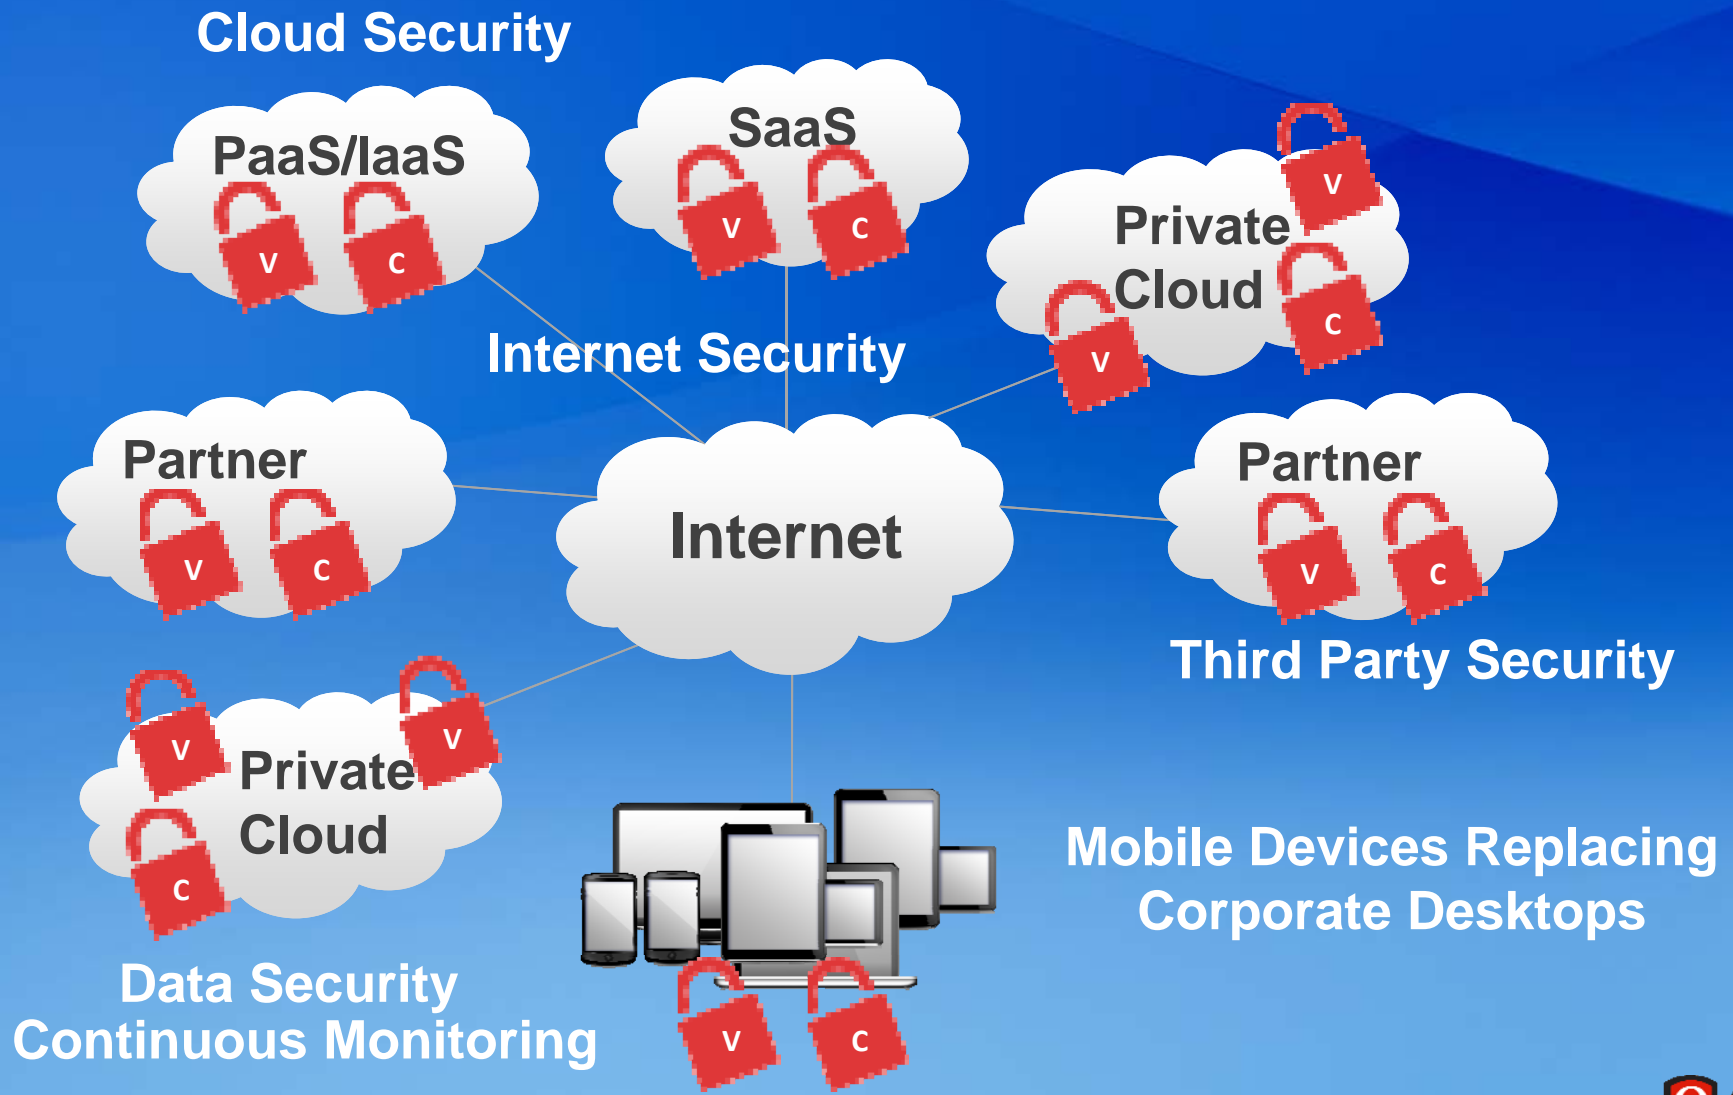 Cloud Security
PaaS/IaaS
V
C
SaaS
V
C
V
Private
Cloud
V
C
Internet Security
Partner
V
C
Internet
Partner
V
C
Third Party Security
V
V
Private
Cloud
C
Mobile Devices Replacing
Corporate Desktops
Data Security
Continuous Monitoring
V
C